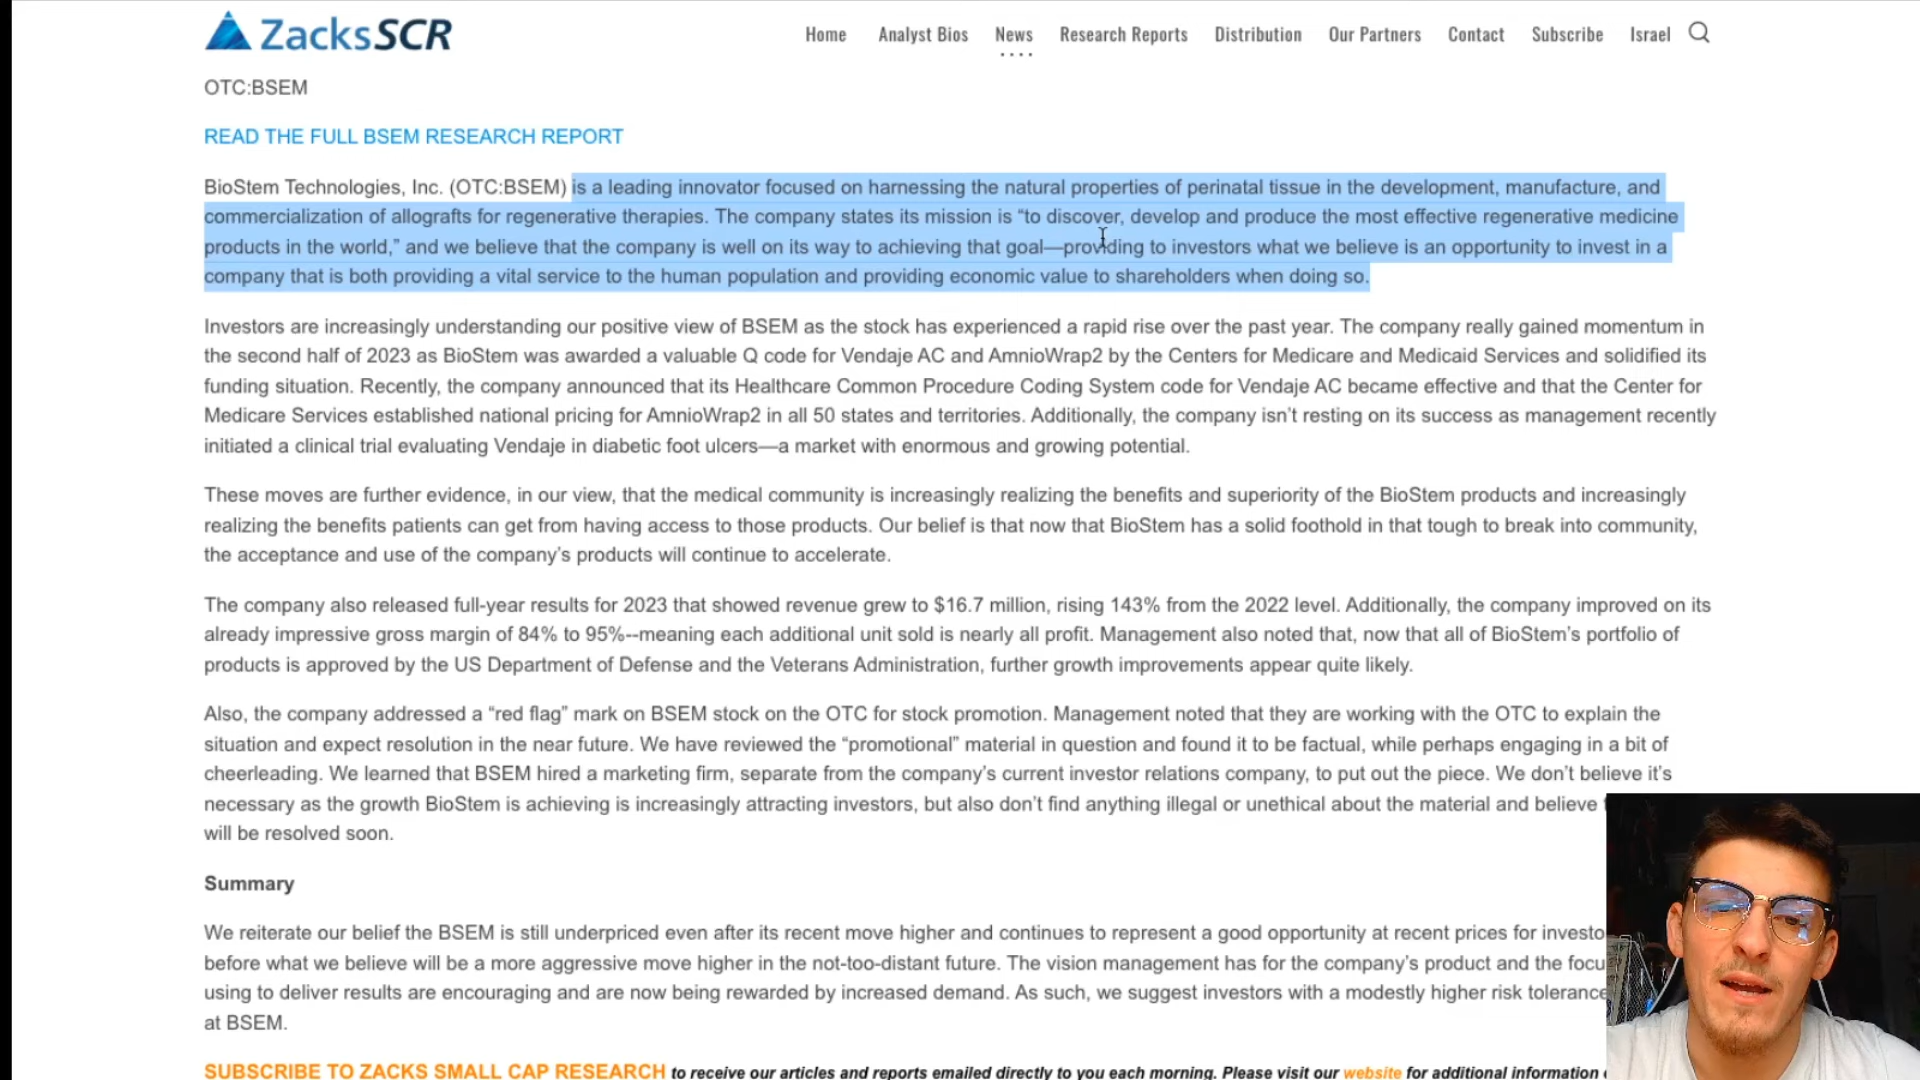 ZacksSCR
Home Analyst Bios News Research Reports Distribution Our Partners Contact Subscribe Israel
OTC:BSEM
READ THE FULL BSEM RESEARCH REPORT
BioStem Technologies, Inc. (OTC:BSEM) is a leading innovator focused on harnessing the natural properties of perinatal tissue in the development, manufacture, and
commercialization of allografts for regenerative therapies. The company states its mission is “to discover, develop and produce the most effective regenerative medicine
products in the world,” and we believe that the company is well on its way to achieving that goal—providing to investors what we believe is an opportunity to invest in a
company that is both providing a vital service to the human population and providing economic value to shareholders when doing so.
Investors are increasingly understanding our positive view of BSEM as the stock has experienced a rapid rise over the past year. The company really gained momentum in
the second half of 2023 as BioStem was awarded a valuable Q code for Vendaje AC and AmnioWrap2 by the Centers for Medicare and Medicaid Services and solidified its
funding situation. Recently, the company announced that its Healthcare Common Procedure Coding System code for Vendaje AC became effective and that the Center for
Medicare Services established national pricing for AmnioWrap2 in all 50 states and territories. Additionally, the company isn’t resting on its success as management recently
initiated a clinical trial evaluating Vendaje in diabetic foot ulcers—a market with enormous and growing potential.
These moves are further evidence, in our view, that the medical community is increasingly realizing the benefits and superiority of the BioStem products and increasingly
realizing the benefits patients can get from having access to those products. Our belief is that now that BioStem has a solid foothold in that tough to break into community,
the acceptance and use of the company’s products will continue to accelerate.
The company also released full-year results for 2023 that showed revenue grew to $16.7 million, rising 143% from the 2022 level. Additionally, the company improved on its
already impressive gross margin of 84% to 95%--meaning each additional unit sold is nearly all profit. Management also noted that, now that all of BioStem’s portfolio of
products is approved by the US Department of Defense and the Veterans Administration, further growth improvements appear quite likely.
Also, the company addressed a “red flag” mark on BSEM stock on the OTC for stock promotion. Management noted that they are working with the OTC to explain the
situation and expect resolution in the near future. We have reviewed the “promotional” material in question and found it to be factual, while perhaps engaging in a bit of
cheerleading. We learned that BSEM hired a marketing firm, separate from the company’s current investor relations company, to put out the piece. We don’t believe it’s
necessary as the growth BioStem is achieving is increasingly attracting investors, but also don’t find anything illegal or unethical about the material and believe
will be resolved soon.
Summary
We reiterate our belief the BSEM is still underpriced even after its recent move higher and continues to represent a good opportunity at recent prices for
before what we believe will be a more aggressive move higher in the not-too-distant future. The vision management has for the company’s product and the
using to deliver results are encouraging and are now being rewarded by increased demand. As such, we suggest investors with a modestly higher risk tolerance
at BSEM.
SUBSCRIBE TO ZACKS SMALL CAP RESEARCH to receive our articles and reports emailed directly to you each morning. Please visit our website for additional information